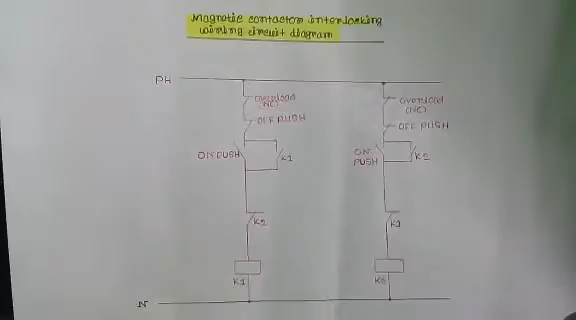 Magnetic contactor interlocking
wiring circuit diagram
PH
overload
(NC)
OFF PUSH
ON PUSH
K1
K2
K1
overload
(NC)
OFF PUSH
ON
PUSH
K2
K1
K2
N